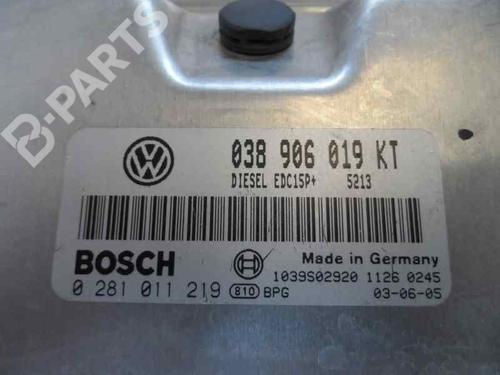 B-PARTS
038 906 019 KT
DIESEL EDC15P+ 5213
BOSCH
Made in Germany
1039S02920 1126 0245
0 281 011 219 810 BPG 03-06-05